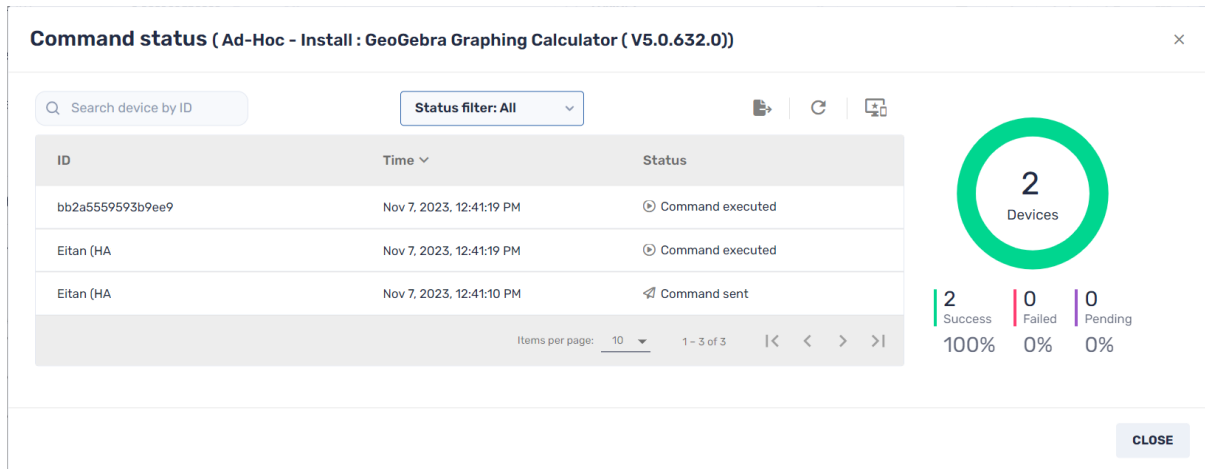 Command status ( Ad-Hoc - Install : GeoGebra Graphing Calculator ( V5.0.632.0))
Search device by ID
Status filter: All
ID Time Status
bb2a5559593b9ee9 Nov 7, 2023, 12:41:19 PM Command executed
Eitan (HA Nov 7, 2023, 12:41:19 PM Command executed
Eitan (HA Nov 7, 2023, 12:41:10 PM Command sent
Items per page: 10 1 – 3 of 3
2
Devices
2 0 0
Success Failed Pending
100% 0% 0%
CLOSE